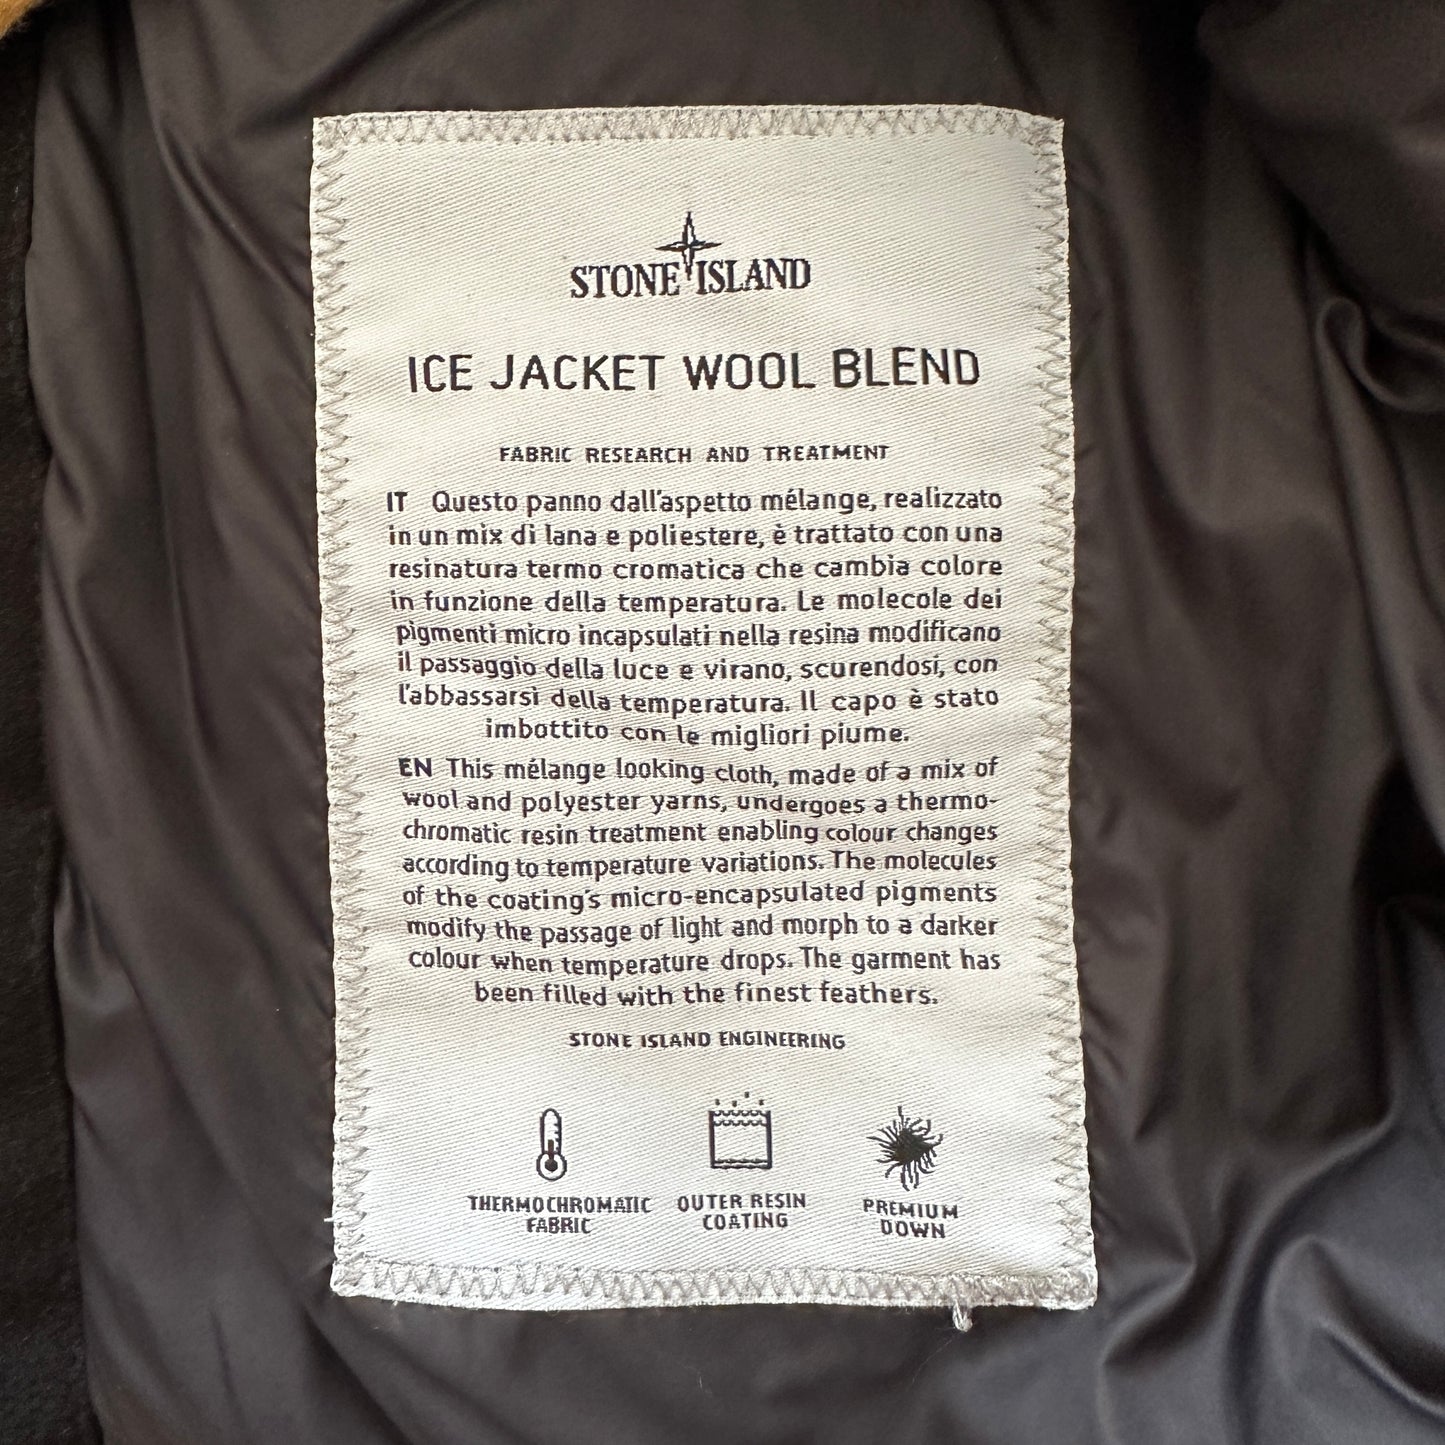 STONE ISLAND
ICE JACKET WOOL BLEND
FABRIC RESEARCH AND TREATMENT
IT Questo panno dall'aspetto mélange, realizzato
in un mix di lana e poliestere, è trattato con una
resinatura termo cromatica che cambia colore
in funzione della temperatura. Le molecole dei
pigmenti micro incapsulati nella resina modificano
il passaggio della luce e virano, scurendosi, con
l'abbassarsi della temperatura. Il capo è stato
imbottito con le migliori piume.
EN This mélange looking cloth, made of a mix of
wool and polyester yarns, undergoes a thermo-
chromatic resin treatment enabling colour changes
according to temperature variations. The molecules
of the coating's micro-encapsulated pigments
modify the passage of light and morph to a darker
colour when temperature drops. The garment has
been filled with the finest feathers.
STONE ISLAND ENGINEERING
THERMOCHROMATIC
FABRIC
OUTER RESIN
COATING
PREMIUM
DOWN